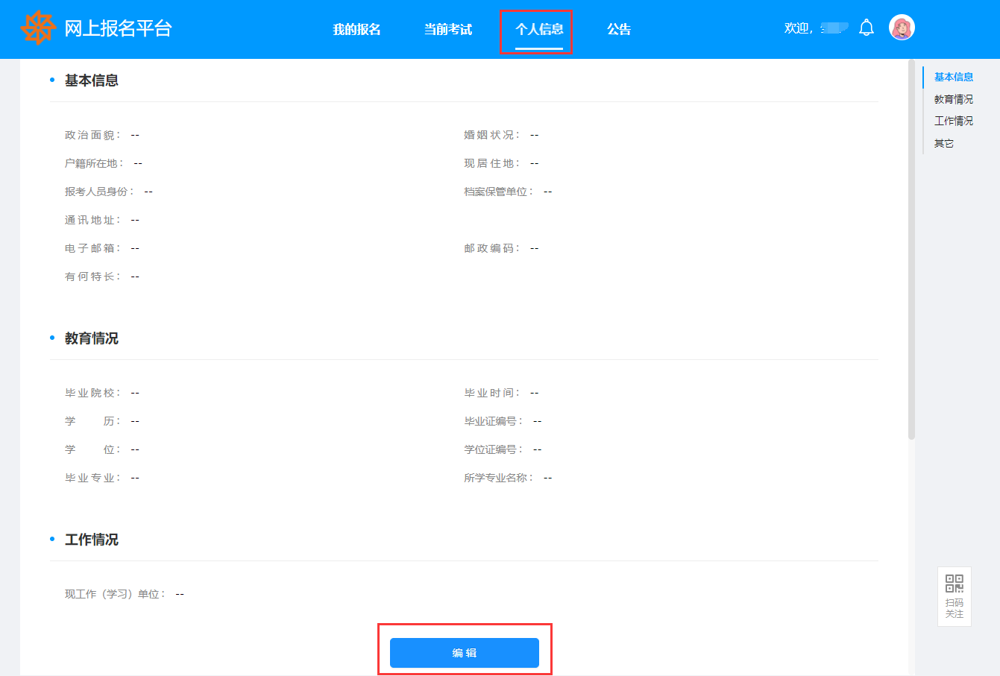 网上报名平台
我的报名 当前考试 个人信息 公告
欢迎,
基本信息
政治面貌： -- 婚姻状况： --
户籍所在地： -- 现居住地： --
报考人员身份： -- 档案保管单位： --
通讯地址： --
电子邮箱： -- 邮政编码： --
有何特长： --
教育情况
毕业院校： -- 毕业时间： --
学 历： -- 毕业证编号： --
学 位： -- 学位证编号： --
毕业专业： -- 所学专业名称： --
工作情况
现工作（学习）单位： --
编 辑
基本信息
教育情况
工作情况
其它
扫码
关注